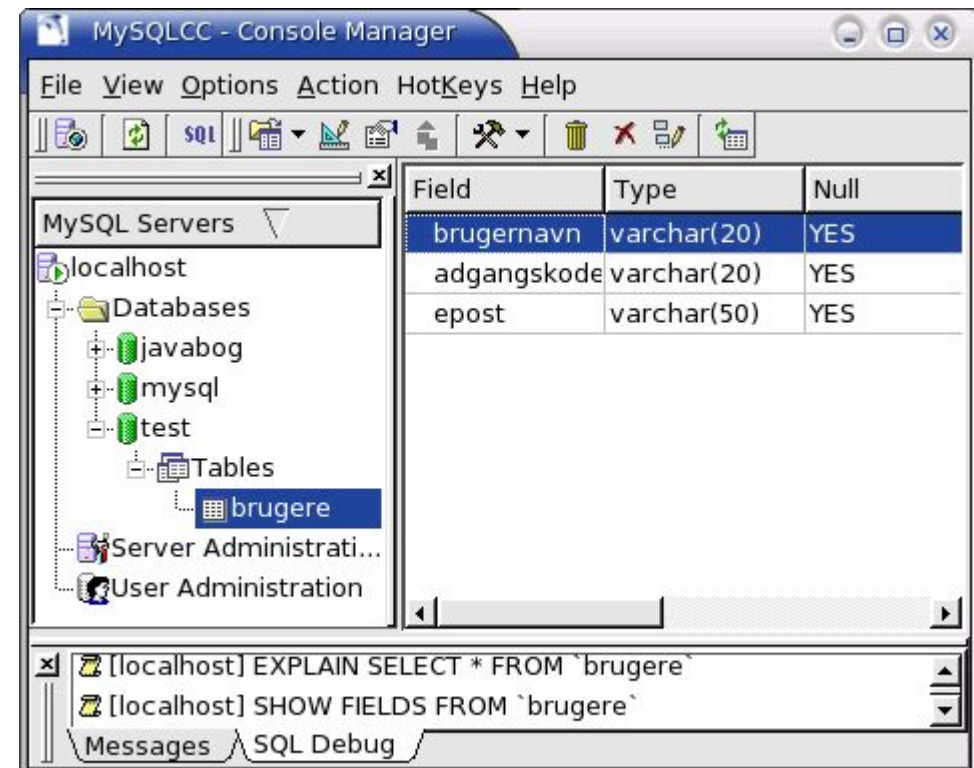 MySQLCC - Console Manager
File View Options Action HotKeys Help
SQL
MySQL Servers
localhost
Databases
javabog
mysql
test
Tables
brugere
Server Administrati...
User Administration
Field Type Null
brugernavn varchar(20) YES
adgangskode varchar(20) YES
epost varchar(50) YES
[localhost] EXPLAIN SELECT * FROM `brugere`
[localhost] SHOW FIELDS FROM `brugere`
Messages SQL Debug